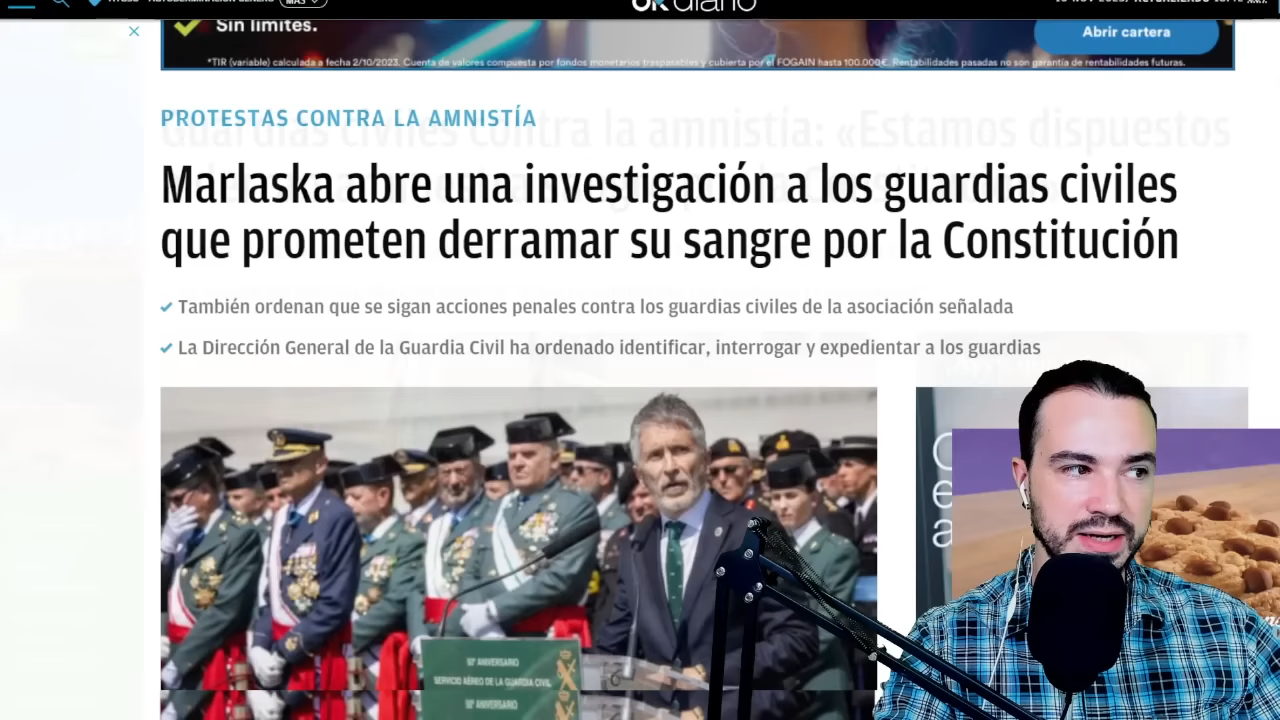 MÁS
okdiario
Sin límites.
Abrir cartera
*TIR (variable) calculada a fecha 2/10/2023. Cuenta de valores compuesta por fondos monetarios traspasables y cubierta por el FOGAIN hasta 100.000€. Rentabilidades pasadas no son garantía de rentabilidades futuras.
PROTESTAS CONTRA LA AMNISTÍA
Guardias civiles contra la amnistía: «Estamos dispuestos
Marlaska abre una investigación a los guardias civiles
que prometen derramar su sangre por la Constitución
También ordenan que se sigan acciones penales contra los guardias civiles de la asociación señalada
La Dirección General de la Guardia Civil ha ordenado identificar, interrogar y expedientar a los guardias
50º ANIVERSARIO
SERVICIO AÉREO DE LA GUARDIA CIVIL
50º ANIVERSARIO